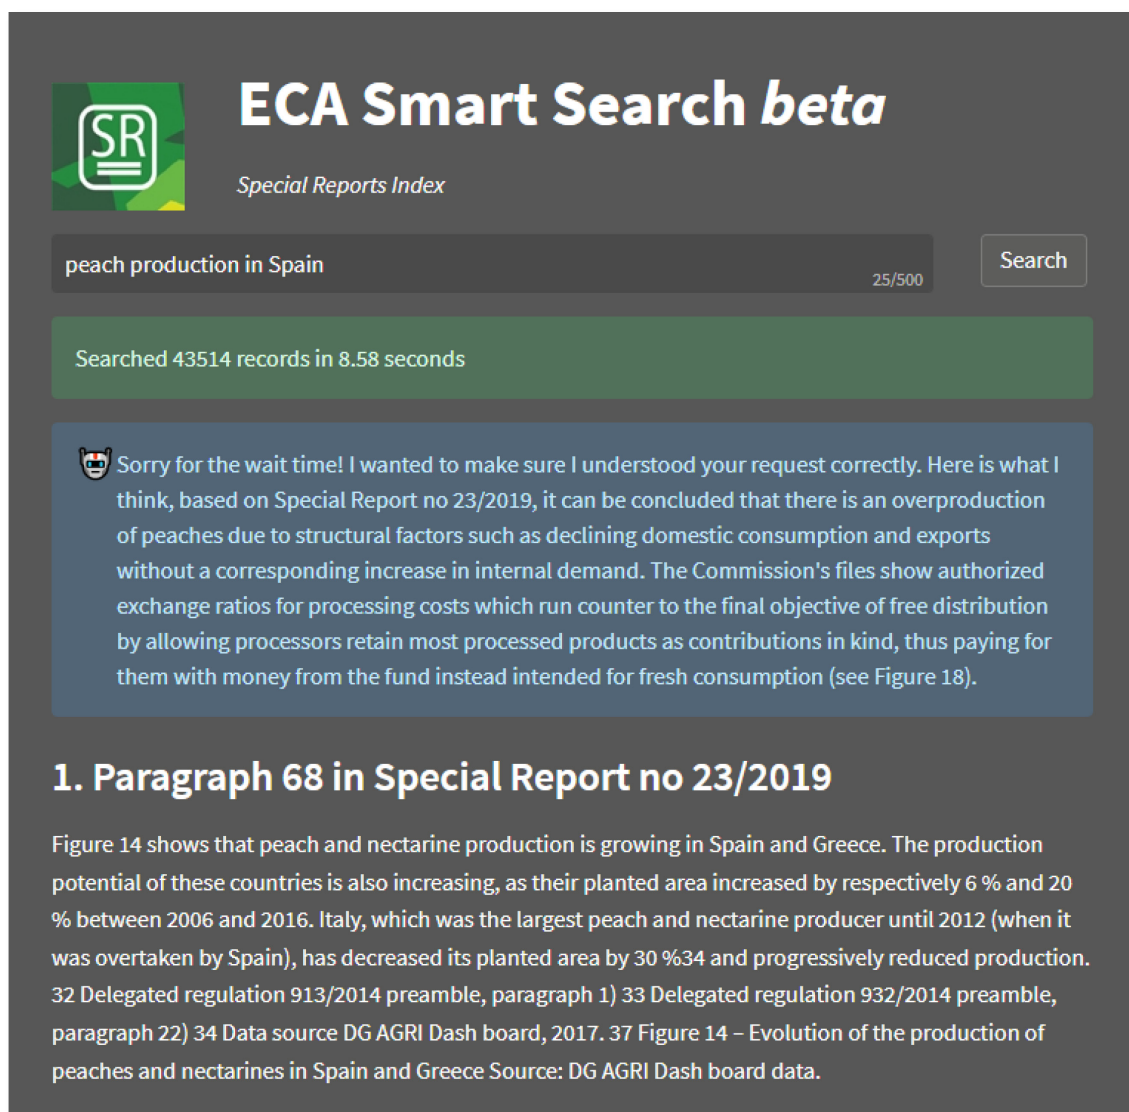 SR
ECA Smart Search beta
Special Reports Index
peach production in Spain
25/500
Search
Searched 43514 records in 8.58 seconds
Sorry for the wait time! I wanted to make sure I understood your request correctly. Here is what I
think, based on Special Report no 23/2019, it can be concluded that there is an overproduction
of peaches due to structural factors such as declining domestic consumption and exports
without a corresponding increase in internal demand. The Commission's files show authorized
exchange ratios for processing costs which run counter to the final objective of free distribution
by allowing processors retain most processed products as contributions in kind, thus paying for
them with money from the fund instead intended for fresh consumption (see Figure 18).
1. Paragraph 68 in Special Report no 23/2019
Figure 14 shows that peach and nectarine production is growing in Spain and Greece. The production
potential of these countries is also increasing, as their planted area increased by respectively 6 % and 20
% between 2006 and 2016. Italy, which was the largest peach and nectarine producer until 2012 (when it
was overtaken by Spain), has decreased its planted area by 30 %34 and progressively reduced production.
32 Delegated regulation 913/2014 preamble, paragraph 1) 33 Delegated regulation 932/2014 preamble,
paragraph 22) 34 Data source DG AGRI Dash board, 2017. 37 Figure 14 – Evolution of the production of
peaches and nectarines in Spain and Greece Source: DG AGRI Dash board data.